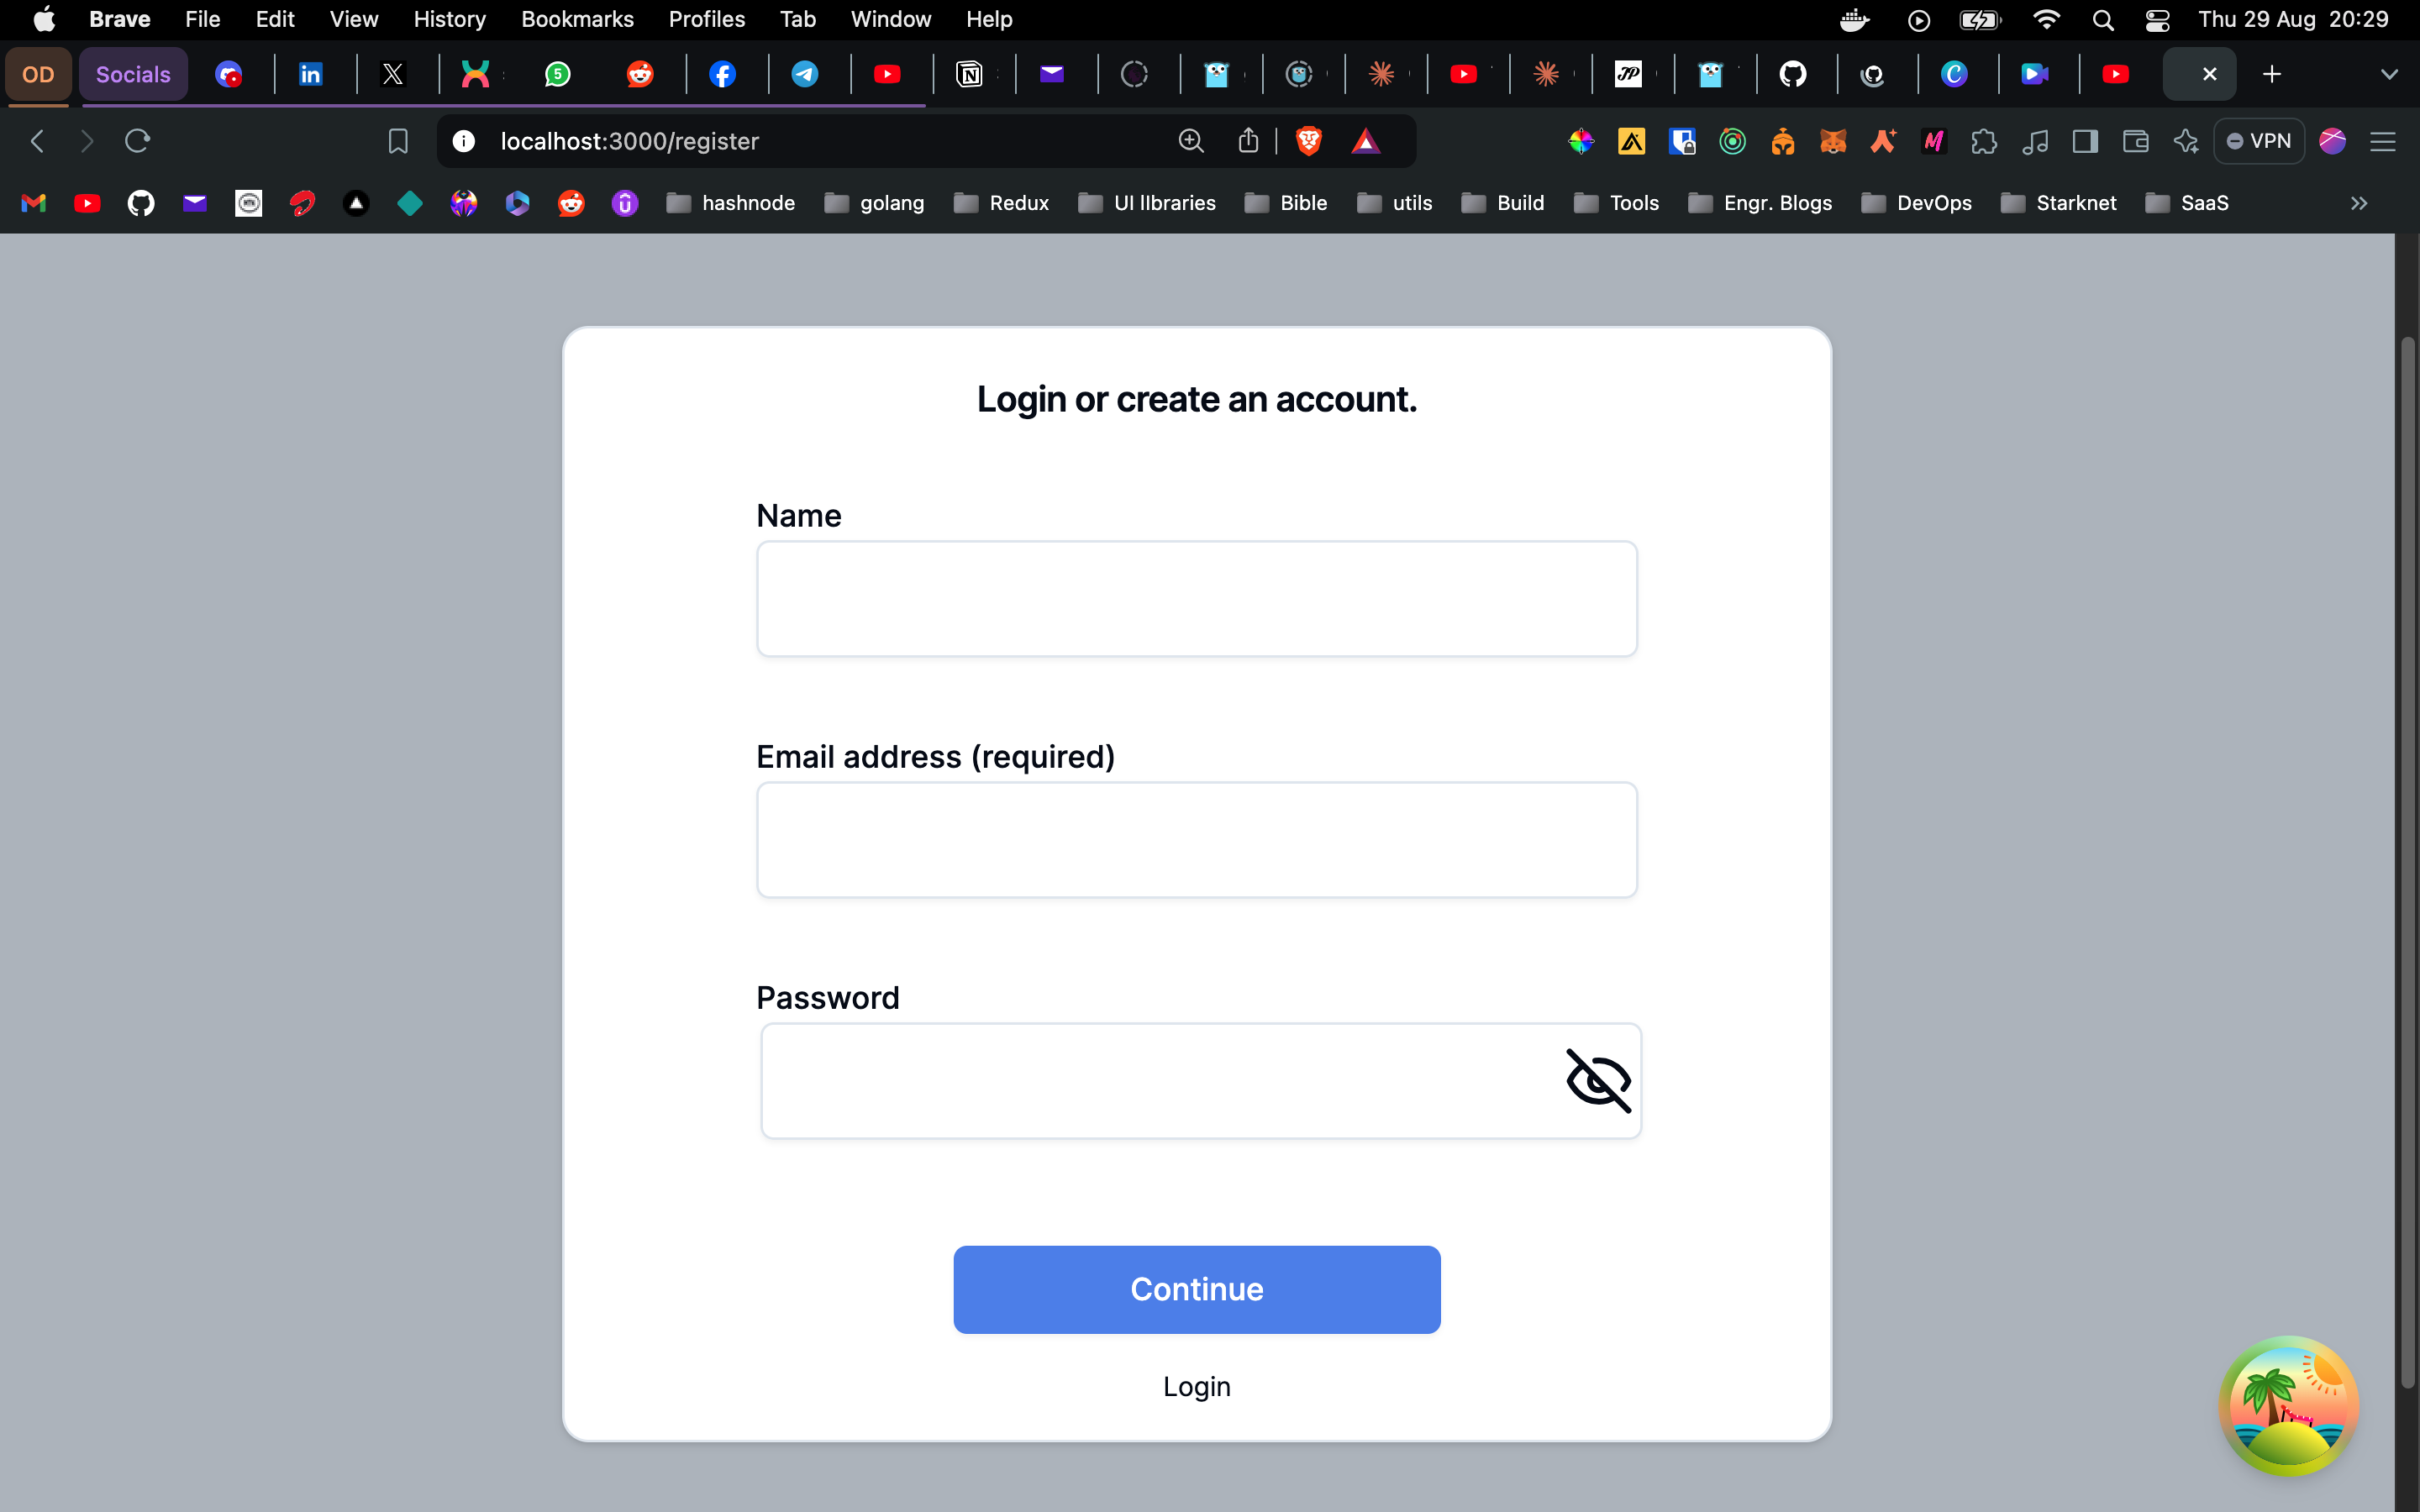 Brave File Edit View History Bookmarks Profiles Tab Window Help Thu 29 Aug 20:29
OD Socials
localhost:3000/register VPN
hashnode golang Redux UI lIbraries Bible utils Build Tools Engr. Blogs DevOps Starknet SaaS
Login or create an account.
Name
Email address (required)
Password
Continue
Login